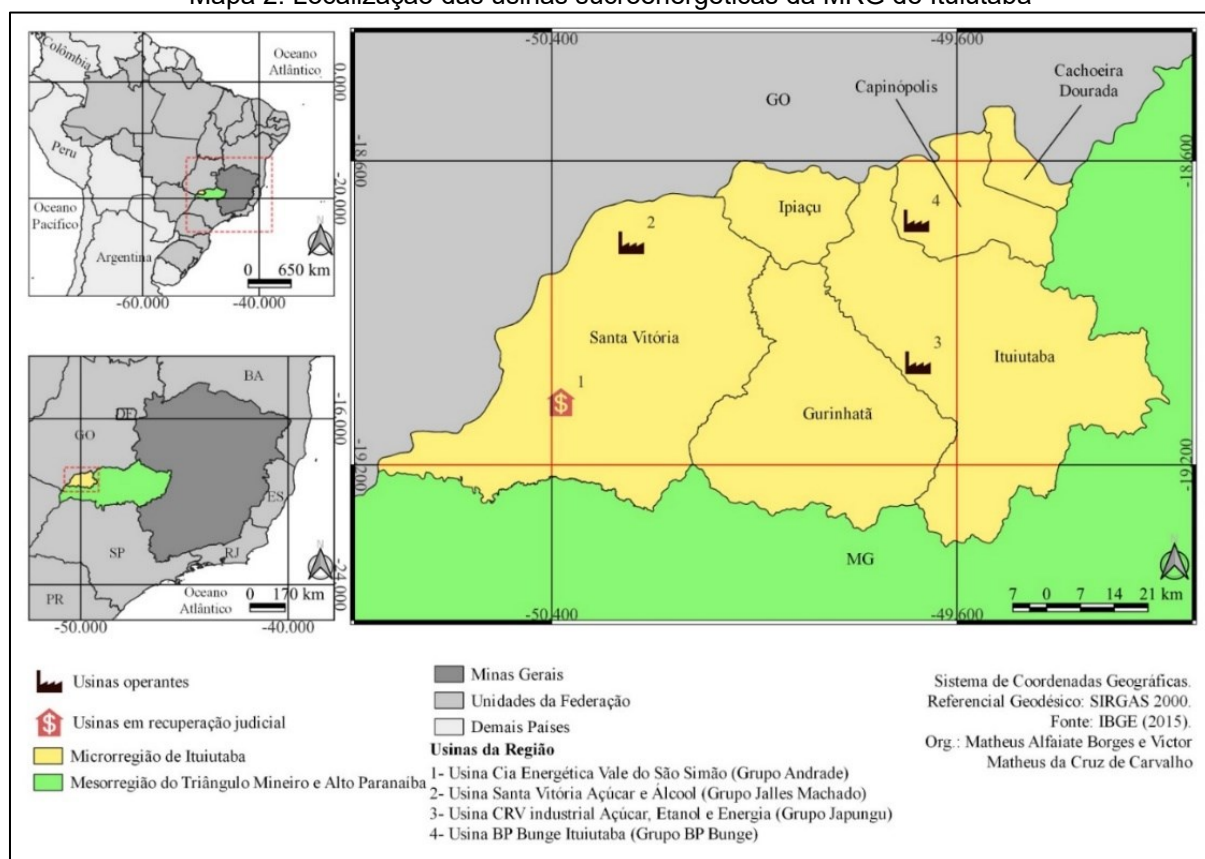 Mapa 2: Localização das usinas sucroenergéticas da MRG de Ituiutaba
Colômbia
Oceano
Atlântico
0.000
Peru
-20.000
Oceano
Pacífico
Argentina
N
0 650 km
-60.000
-40.000
BA
-16.000
DF
GO
ES
SP
RJ
-24.000
PR
Oceano
Atlântico
0 170 km
-50.000
-40.000
-50.400
-49.600
GO
Capinópolis
Cachoeira
Dourada
-18.600
-18.600
Ipiaçu
4
2
Santa Vitória
3
Ituiutaba
1
Gurinhatã
-19.200
-19.200
MG
N
7 0 7 14 21 km
-50.400
-49.600
Usinas operantes
Usinas em recuperação judicial
Microrregião de Ituiutaba
Mesorregião do Triângulo Mineiro e Alto Paranaíba
Minas Gerais
Unidades da Federação
Demais Países
Usinas da Região
1- Usina Cia Energética Vale do São Simão (Grupo Andrade)
2- Usina Santa Vitória Açúcar e Álcool (Grupo Jalles Machado)
3- Usina CRV industrial Açúcar, Etanol e Energia (Grupo Japungu)
4- Usina BP Bunge Ituiutaba (Grupo BP Bunge)
Sistema de Coordenadas Geográficas.
Referencial Geodésico: SIRGAS 2000.
Fonte: IBGE (2015).
Org.: Matheus Alfaiate Borges e Victor
Matheus da Cruz de Carvalho